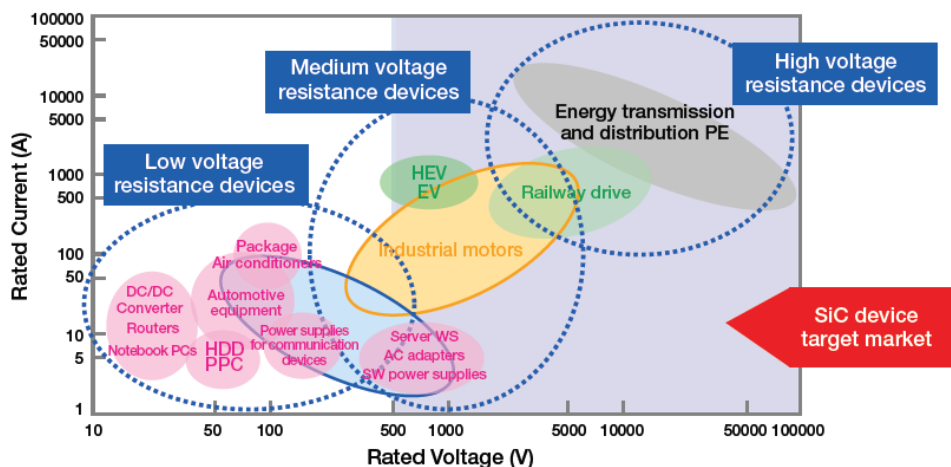 100000
50000
10000
5000
1000
500
100
50
10
5
1
Rated Current (A)
Low voltage
resistance devices
Medium voltage
resistance devices
High voltage
resistance devices
Energy transmission
and distribution PE
HEV
EV
Railway drive
Industrial motors
Package
Air conditioners
DC/DC
Converter
Routers
Notebook PCs
Automotive
equipment
HDD
PPC
Power supplies
for communication
devices
Server WS
AC adapters
SW power supplies
SiC device
target market
10
50
100
500
1000
5000
10000
50000
100000
Rated Voltage (V)